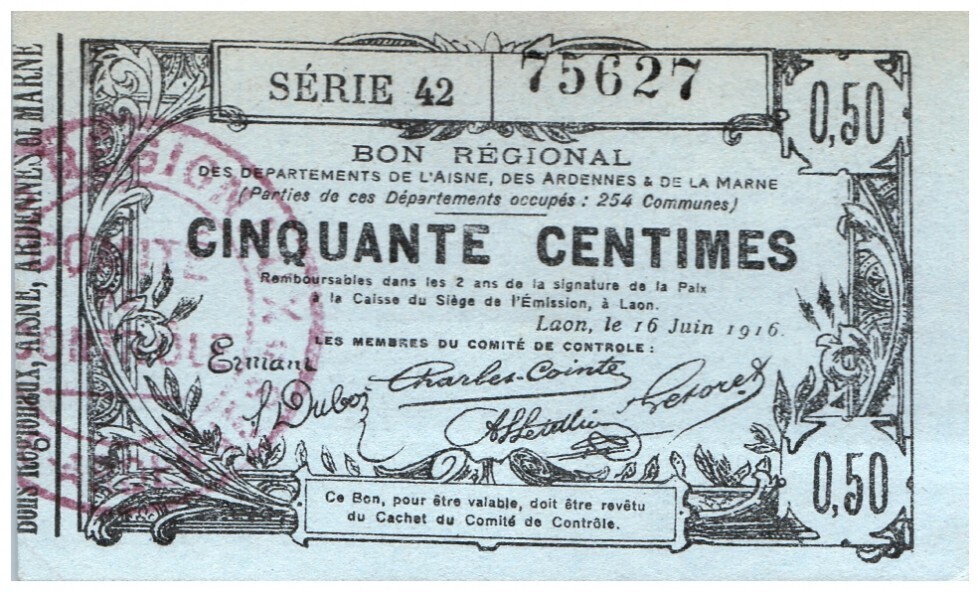 SÉRIE 42 75627
0,50
BON RÉGIONAL
DES DÉPARTEMENTS DE L'AISNE, DES ARDENNES & DE LA MARNE
(Parties de ces Départements occupés : 254 Communes)
CINQUANTE CENTIMES
Remboursables dans les 2 ans de la signature de la Paix
à la Caisse du Siège de l'Émission, à Laon.
Laon, le 16 Juin 1916.
LES MEMBRES DU COMITÉ DE CONTROLE :
Ermant
Charles-Cointe
0,50
Ce Bon, pour être valable, doit être revêtu
du Cachet du Comité de Contrôle.
AISNE, ARDENNES et MARNE
COMITÉ